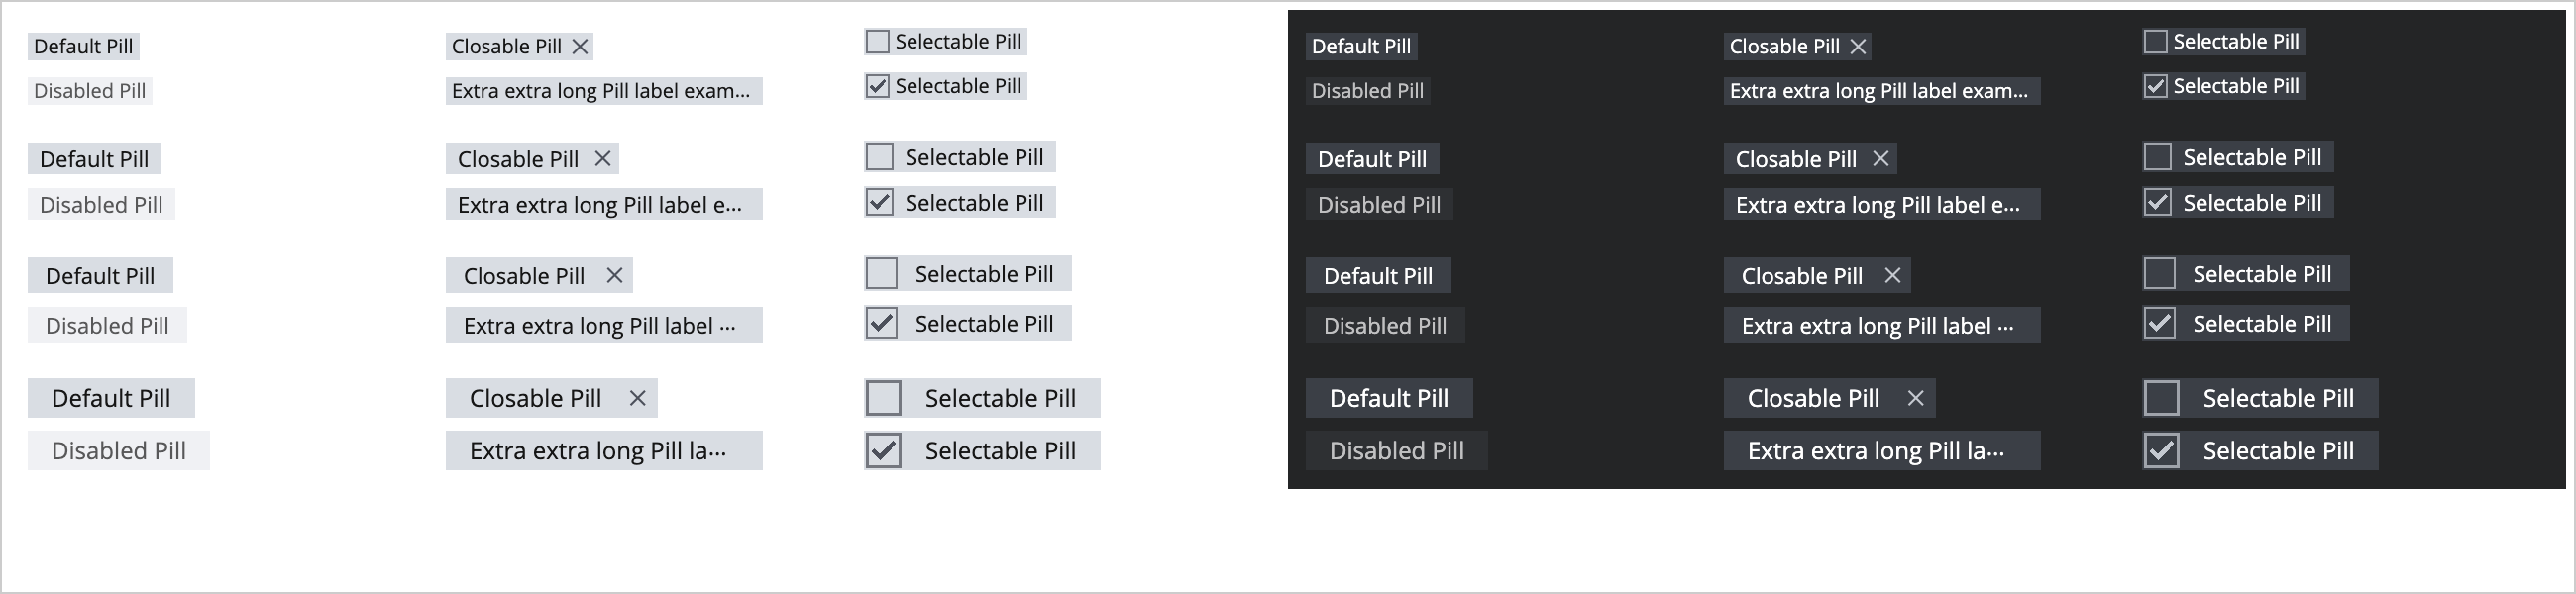 Default Pill
Closable Pill
Selectable Pill
Disabled Pill
Extra extra long Pill label exam...
Selectable Pill
Default Pill
Closable Pill
Selectable Pill
Disabled Pill
Extra extra long Pill label e...
Selectable Pill
Default Pill
Closable Pill
Selectable Pill
Disabled Pill
Extra extra long Pill label ...
Selectable Pill
Default Pill
Closable Pill
Selectable Pill
Disabled Pill
Extra extra long Pill la...
Selectable Pill
Default Pill
Closable Pill
Selectable Pill
Disabled Pill
Extra extra long Pill label exam...
Selectable Pill
Default Pill
Closable Pill
Selectable Pill
Disabled Pill
Extra extra long Pill label e...
Selectable Pill
Default Pill
Closable Pill
Selectable Pill
Disabled Pill
Extra extra long Pill label ...
Selectable Pill
Default Pill
Closable Pill
Selectable Pill
Disabled Pill
Extra extra long Pill la...
Selectable Pill